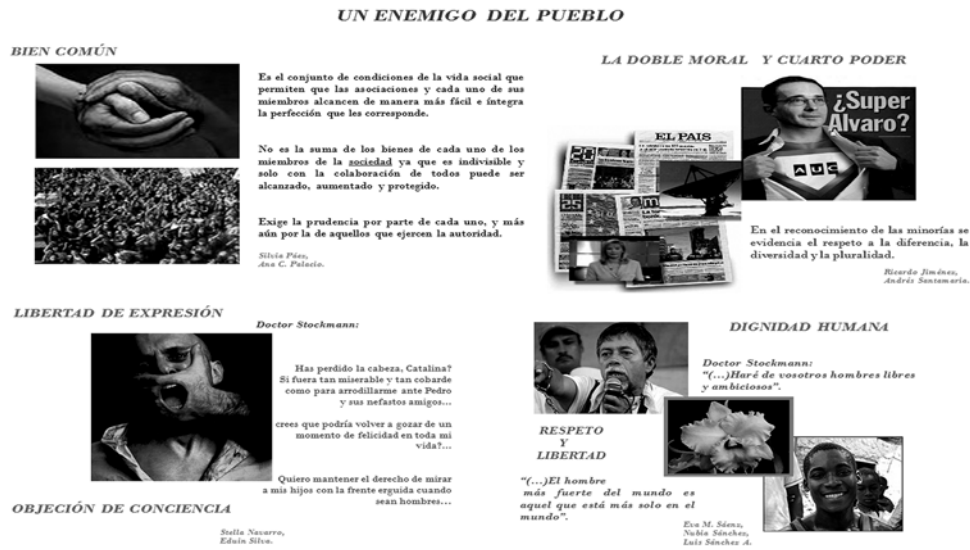 UN ENEMIGO DEL PUEBLO
BIEN COMÚN
Es el conjunto de condiciones de la vida social que
permiten que las asociaciones y cada uno de sus
miembros alcancen de manera más fácil e íntegra
la perfección que les corresponde.
No es la suma de los bienes de cada uno de los
miembros de la sociedad ya que es indivisible y
solo con la colaboración de todos puede ser
alcanzado, aumentado y protegido.
Exige la prudencia por parte de cada uno, y más
aún por la de aquellos que ejercen la autoridad.
Silvia Páez,
Ana C. Palacio.
LA DOBLE MORAL Y CUARTO PODER
¿Super
Alvaro?
AUC
EL PAIS
20
25
m
En el reconocimiento de las minorías se
evidencia el respeto a la diferencia, la
diversidad y la pluralidad.
Ricardo Jiménez,
Andrés Santamaría.
LIBERTAD DE EXPRESIÓN
Doctor Stockmann:
Has perdido la cabeza, Catalina?
Si fuera tan miserable y tan cobarde
como para arrodillarme ante Pedro
y sus nefastos amigos...
crees que podría volver a gozar de un
momento de felicidad en toda mi
vida?...
Quiero mantener el derecho de mirar
a mis hijos con la frente erguida cuando
sean hombres...
OBJECIÓN DE CONCIENCIA
Stella Navarro,
Edwin Silva.
DIGNIDAD HUMANA
Doctor Stockmann:
“(...)Haré de vosotros hombres libres
y ambiciosos”.
RESPETO
Y
LIBERTAD
“(...)El hombre
más fuerte del mundo es
aquel que está más solo en el
mundo”.
Eva M. Sáenz,
Nubia Sánchez,
Luis Sánchez A.